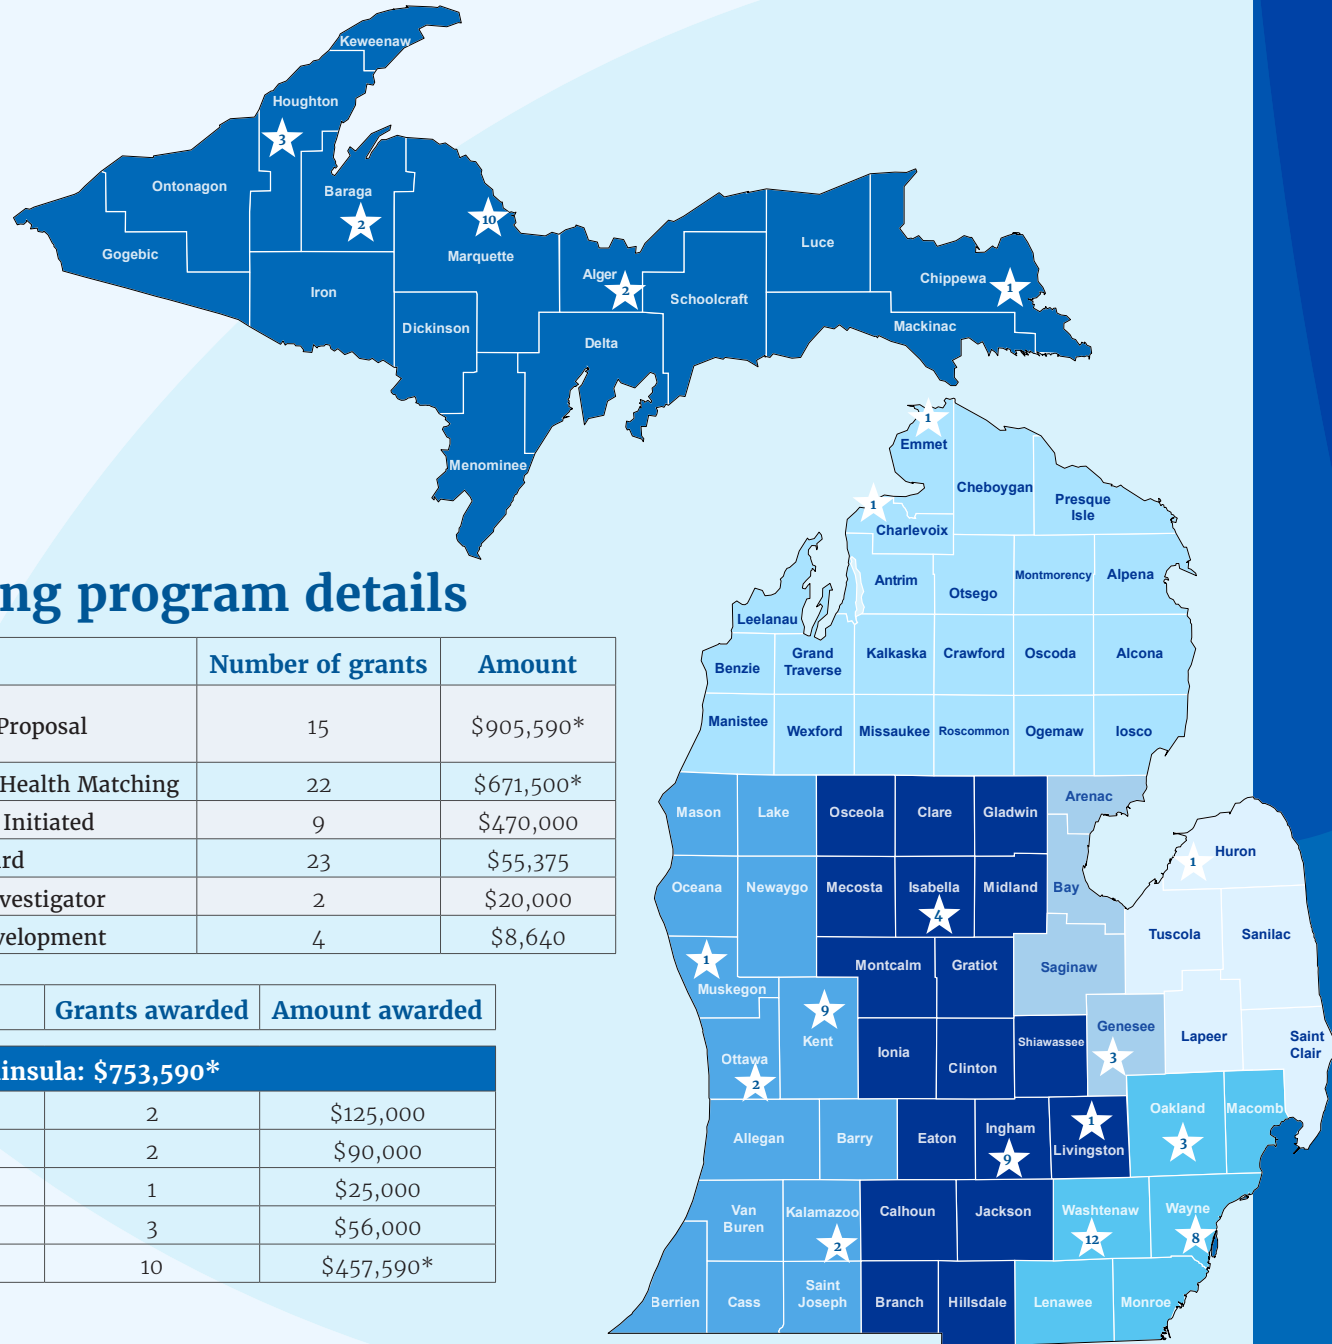 Keweenaw
Houghton
3
Ontonagon
Baraga
2
10
Marquette
Gogebic
Iron
Dickinson
Alger
2
Luce
Chippewa
1
Schoolcraft
Mackinac
Delta
Menominee
1
Emmet
Cheboygan
Presque
Isle
1
Charlevoix
Antrim
Otsego
Montmorency
Alpena
Leelanau
Benzie
Grand
Traverse
Kalkaska
Crawford
Oscoda
Alcona
Manistee
Wexford
Missaukee
Roscommon
Ogemaw
Iosco
Mason
Lake
Osceola
Clare
Gladwin
Arenac
Huron
1
Oceana
Newaygo
Mecosta
Isabella
4
Midland
Bay
Tuscola
Sanilac
1
Muskegon
Montcalm
Gratiot
Saginaw
9
Kent
Ottawa
2
Ionia
Clinton
Shiawassee
Genesee
3
Lapeer
Saint
Clair
Allegan
Barry
Eaton
Ingham
9
1
Livingston
Oakland
3
Macomb
Van
Buren
Kalamazoo
2
Calhoun
Jackson
Washtenaw
12
Wayne
8
Berrien
Cass
Saint
Joseph
Branch
Hillsdale
Lenawee
Monroe
ng program details
Number of grants Amount
Proposal 15 $905,590*
Health Matching 22 $671,500*
Initiated 9 $470,000
rd 23 $55,375
vestigator 2 $20,000
velopment 4 $8,640
Grants awarded Amount awarded
insula: $753,590*
2 $125,000
2 $90,000
1 $25,000
3 $56,000
10 $457,590*